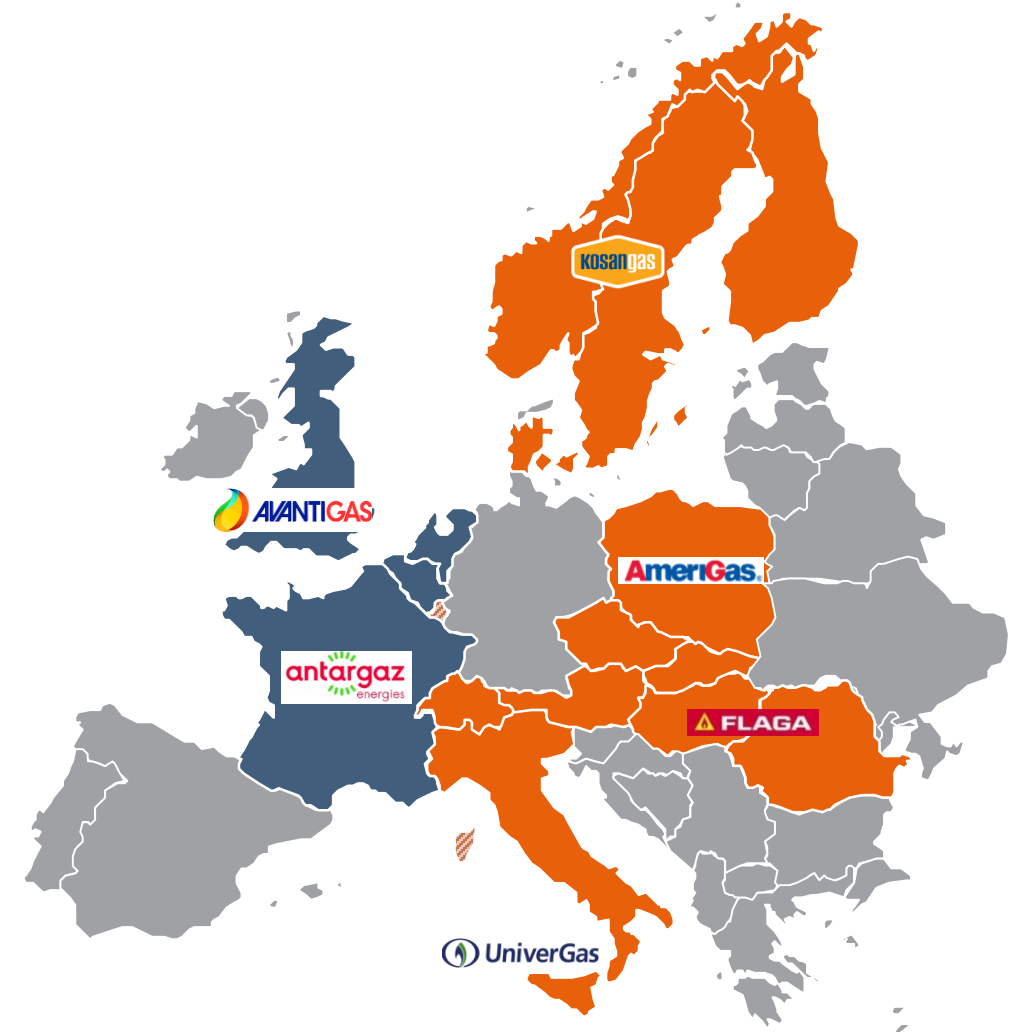 Kosangas
AVANTIGAS
AmeriGas®
antargaz
energies
FLAGA
UniverGas